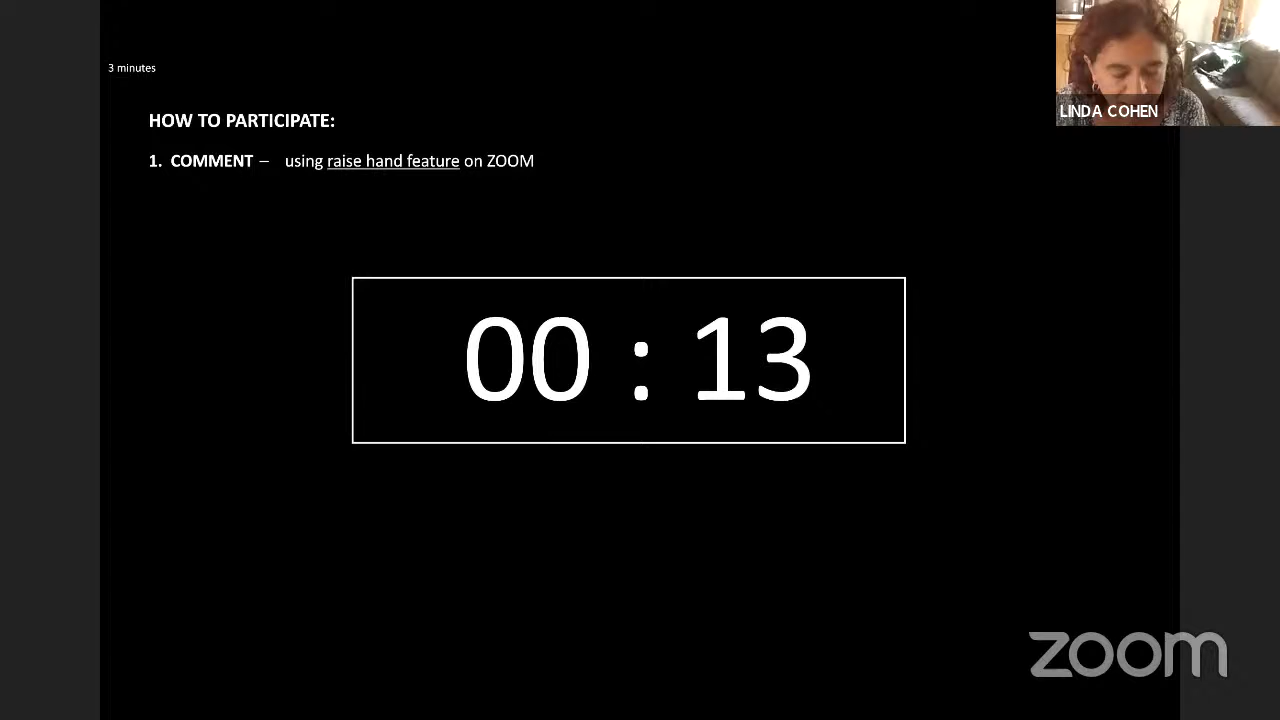 3 minutes
LINDA COHEN
HOW TO PARTICIPATE:
1. COMMENT – using raise hand feature on ZOOM
00 : 13
zoom